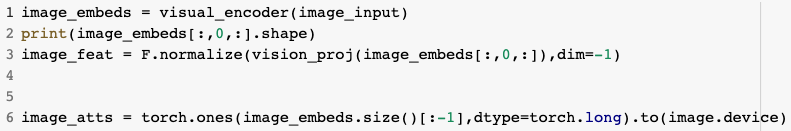 1 image_embeds = visual_encoder(image_input)
2 print(image_embeds[:,0,:].shape)
3 image_feat = F.normalize(vision_proj(image_embeds[:,0,:]),dim=-1)
4
5
6 image_atts = torch.ones(image_embeds.size()[:-1],dtype=torch.long).to(image.device)